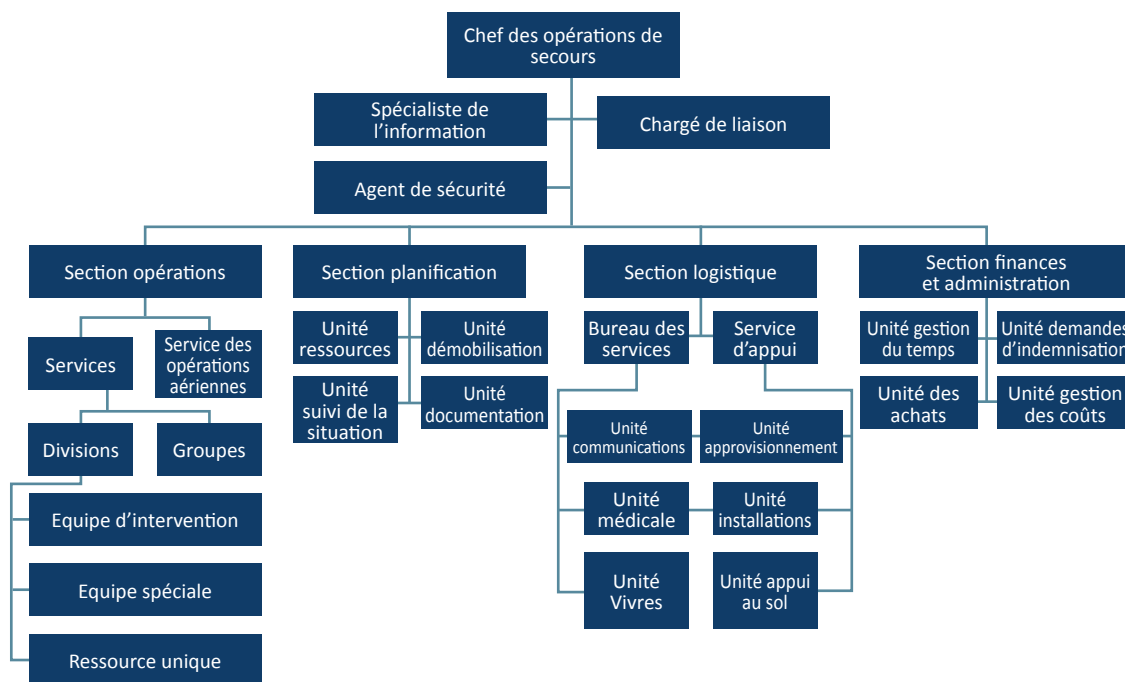 Chef des opérations de
secours
Spécialiste de
l'information
Chargé de liaison
Agent de sécurité
Section opérations
Section planification
Section logistique
Section finances
et administration
Services
Service des
opérations
aériennes
Unité
ressources
Unité
démobilisation
Bureau des
services
Service
d'appui
Unité gestion
du temps
Unité demandes
d'indemnisation
Unité
suivi de la
situation
Unité
documentation
Unité des
achats
Unité gestion
des coûts
Divisions
Groupes
Unité
communications
Unité
approvisionnement
Equipe d'intervention
Unité
médicale
Unité
installations
Equipe spéciale
Unité
Vivres
Unité appui
au sol
Ressource unique